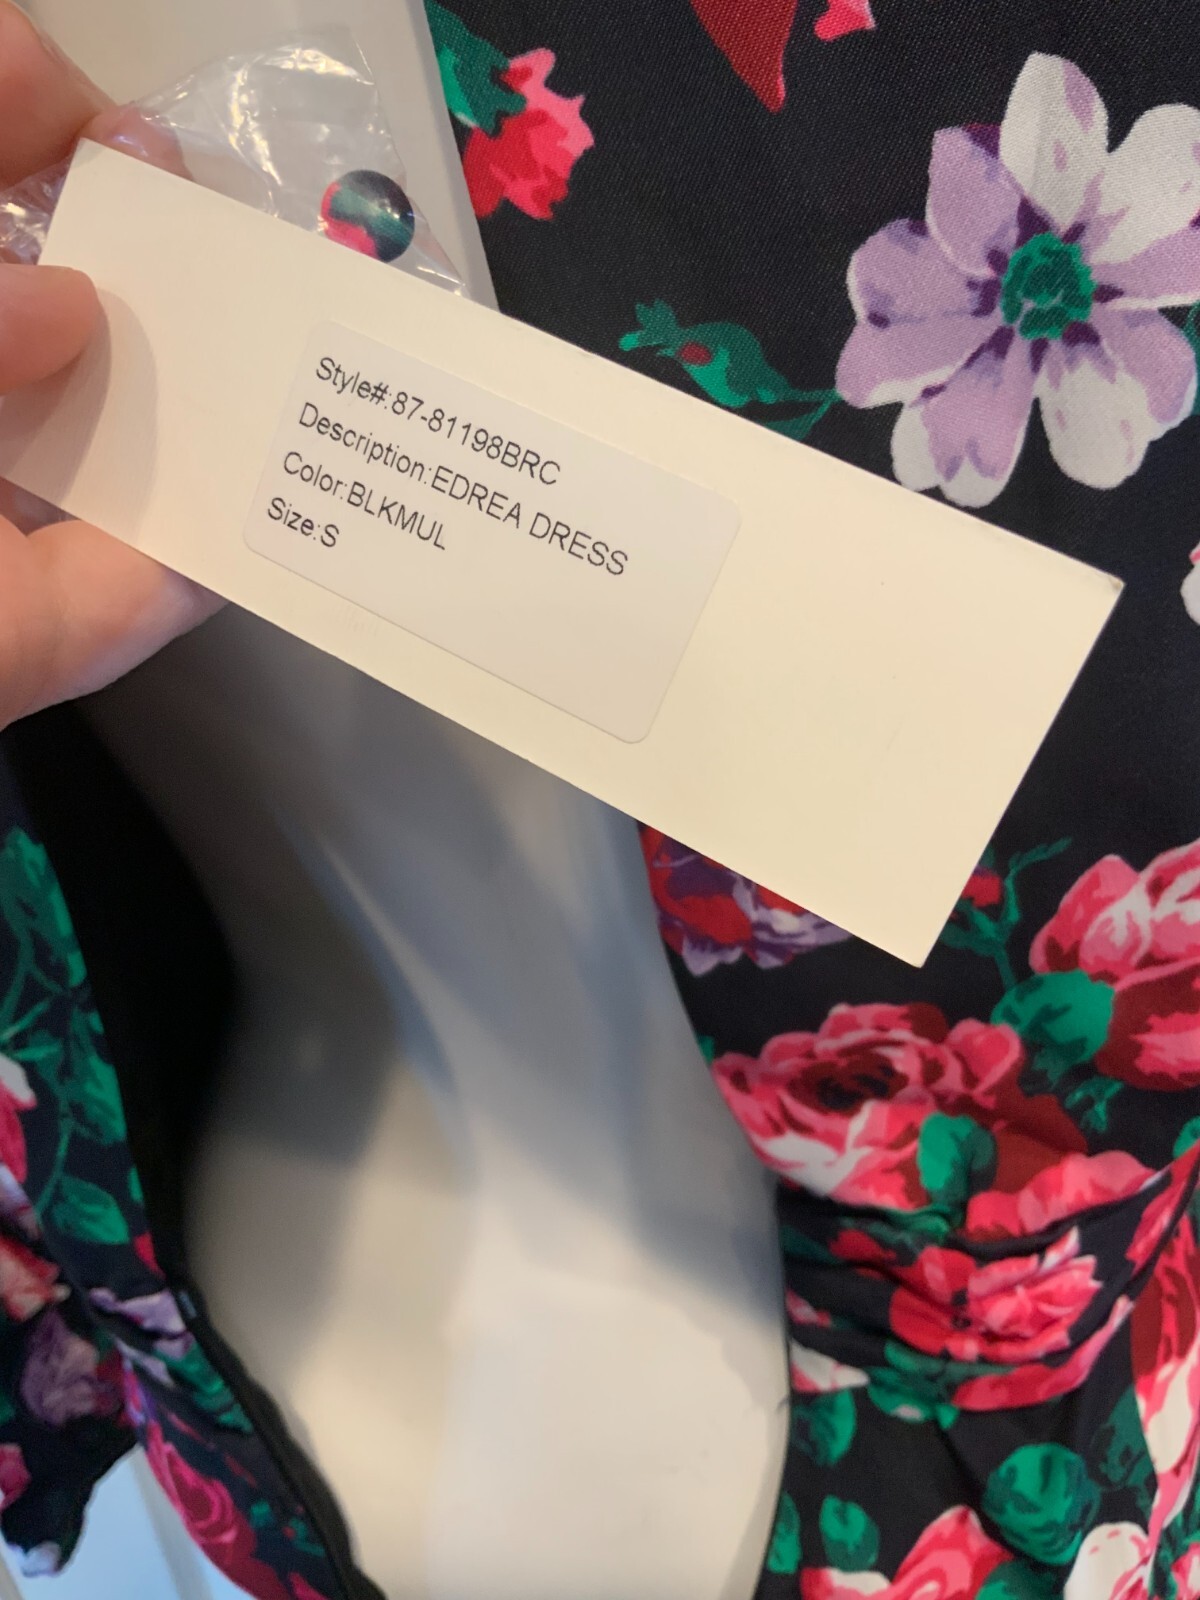 Style#:87-81198BRC
Description:EDREA DRESS
Color:BLKMUL
Size:S